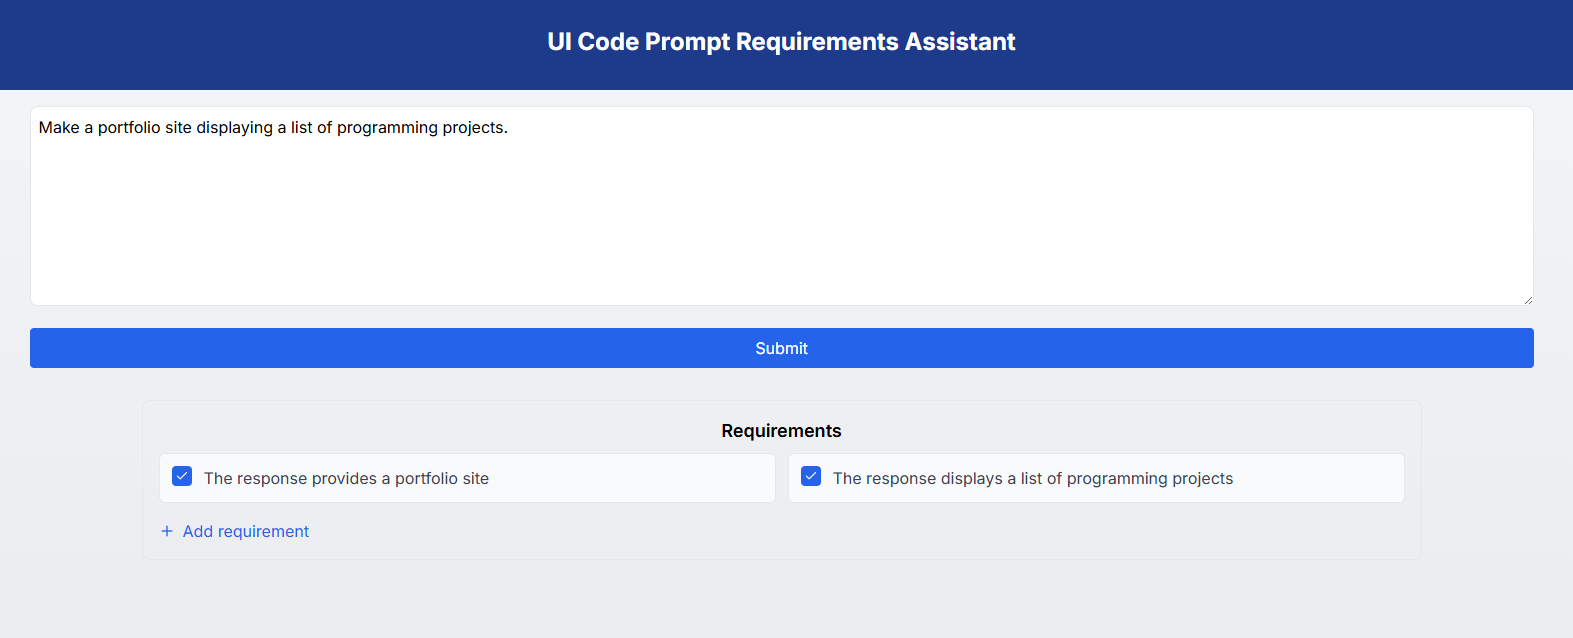 UI Code Prompt Requirements Assistant
Make a portfolio site displaying a list of programming projects.
Submit
Requirements
The response provides a portfolio site
The response displays a list of programming projects
+ Add requirement